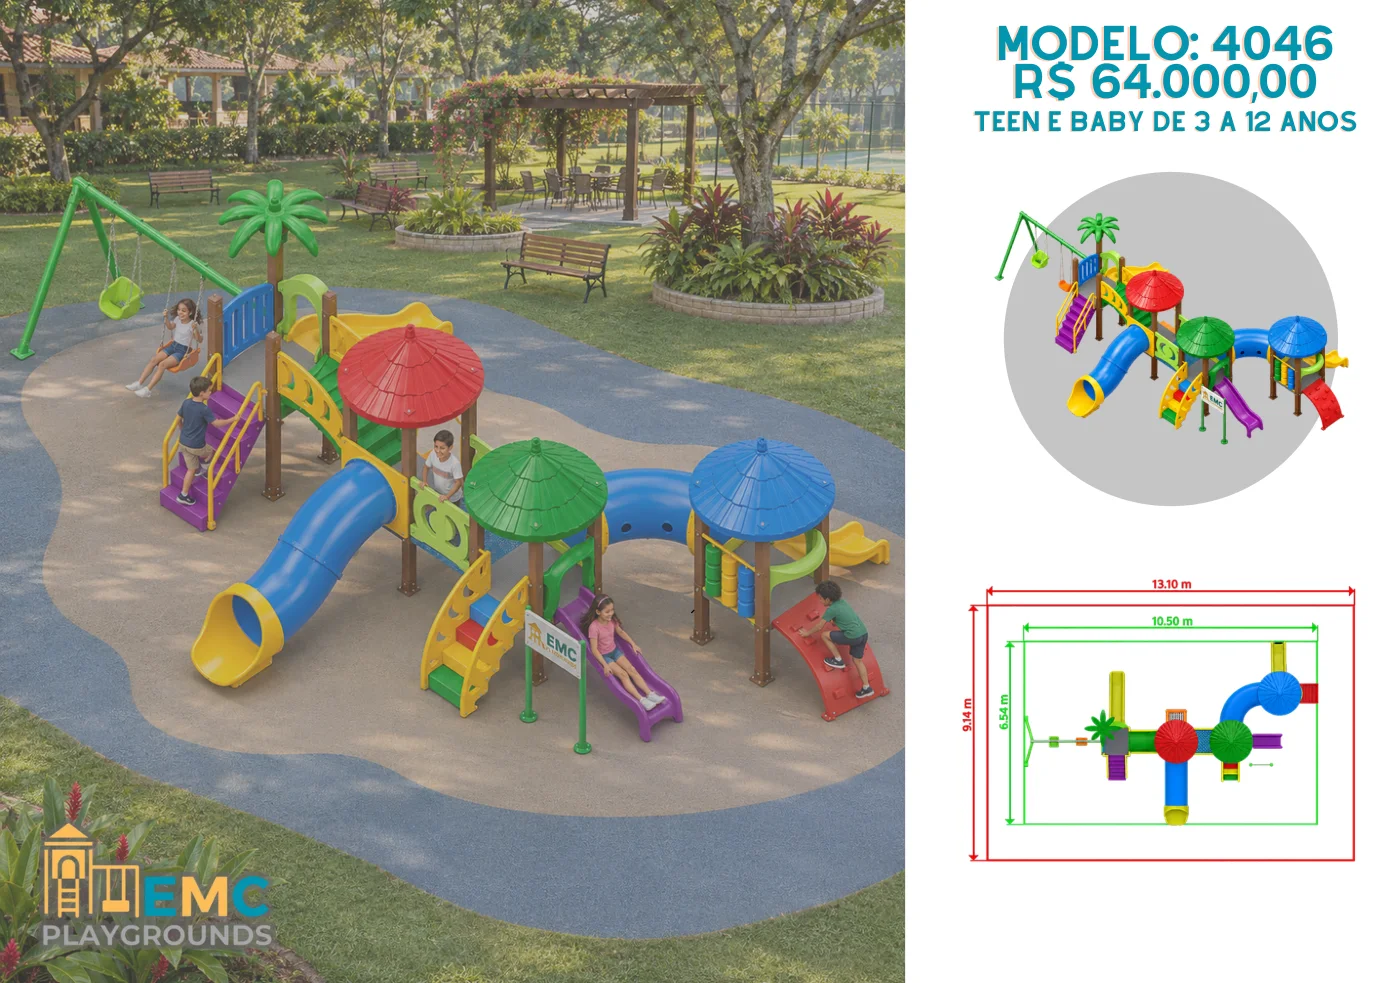 MODELO: 4046
R$ 64.000,00
TEEN E BABY DE 3 A 12 ANOS
EMC
EMC
13.10 m
10.50 m
9.14 m
6.54 m
EMC
PLAYGROUNDS